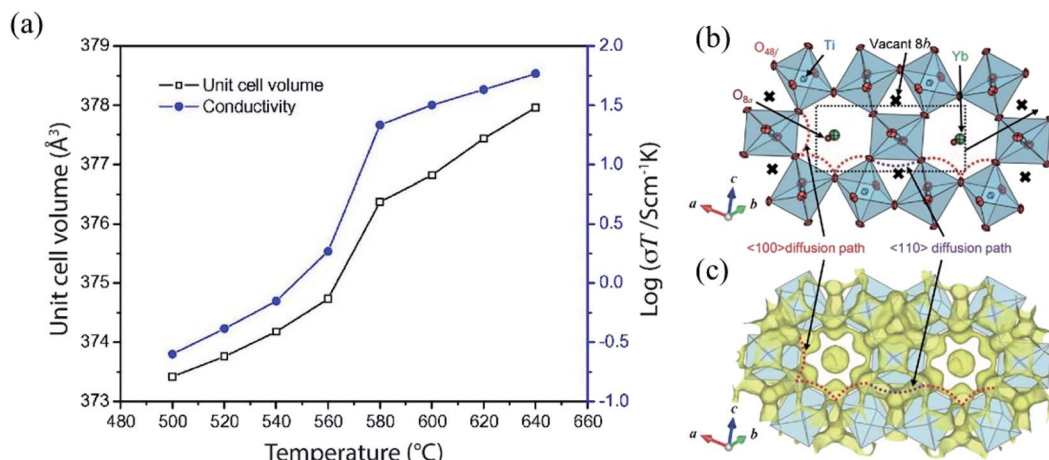 (a)
Unit cell volume (Å³)
379
378
377
376
375
374
373
Unit cell volume
Conductivity
2.0
1.5
1.0
0.5
0.0
-0.5
-1.0
Log (σT /Scm⁻¹K)
480 500 520 540 560 580 600 620 640 660
Temperature (°C)
(b)
O48f
Ti
Vacant 8b
Yb
O8a
c
a
b
<100>diffusion path
<110> diffusion path
(c)
c
a
b